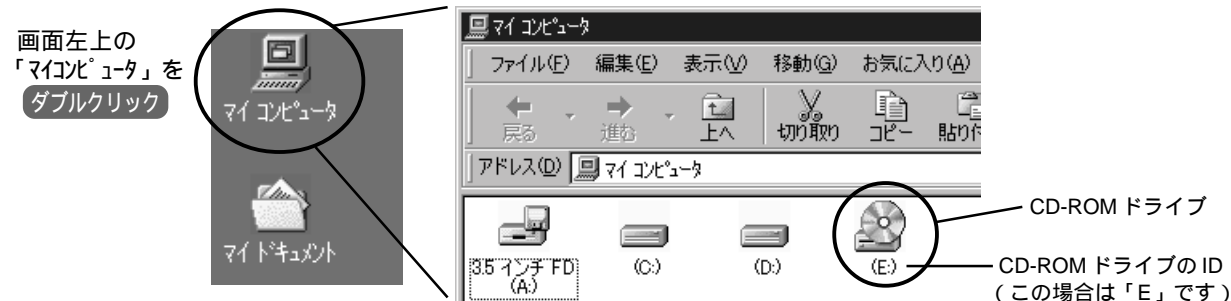 画面左上の
「ﾏｲｺﾝﾋﾟｭｰﾀ」を
ダブルクリック
マイ コンピュータ
マイ ドキュメント
マイ コンピュータ
ファイル(F) 編集(E) 表示(V) 移動(G) お気に入り(A)
戻る 進む 上へ 切り取り コピー 貼り付
アドレス(D) マイ コンピュータ
3.5 インチ FD (C:) (D:) (E:)
(A:)
CD-ROM ドライブ
CD-ROM ドライブの ID
(この場合は「E」です)